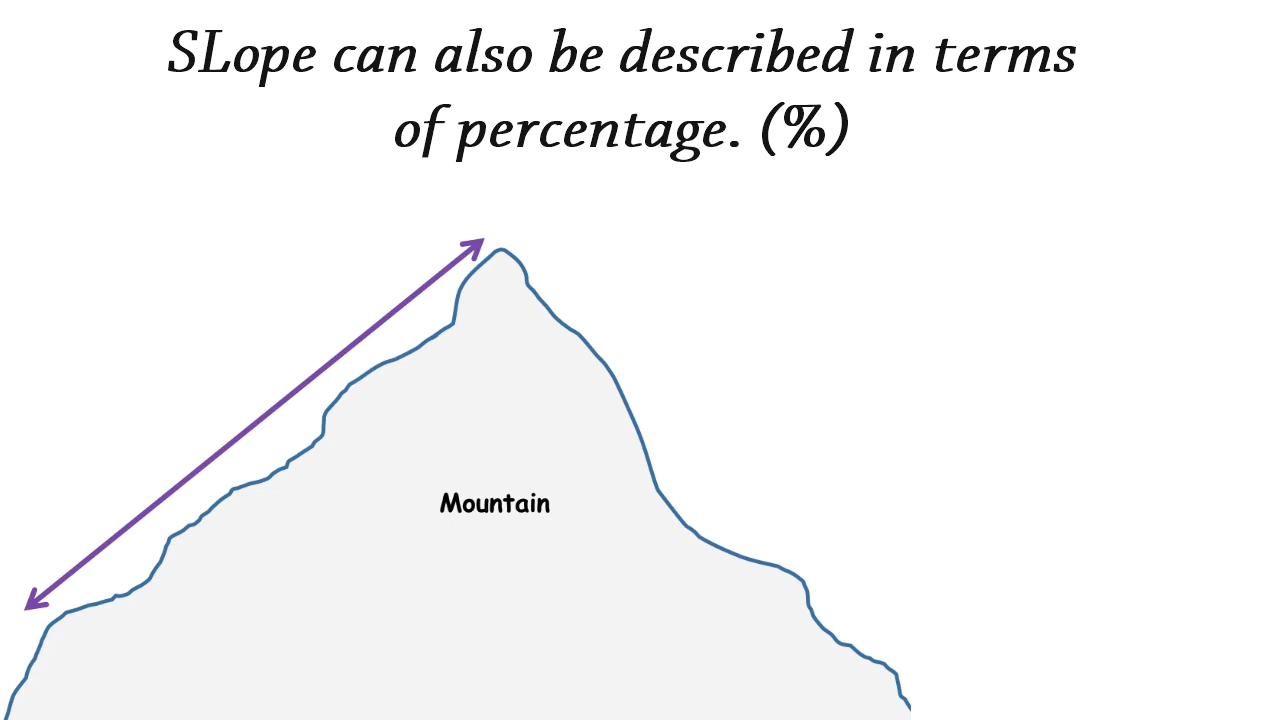 SLope can also be described in terms
of percentage. (%)
Mountain